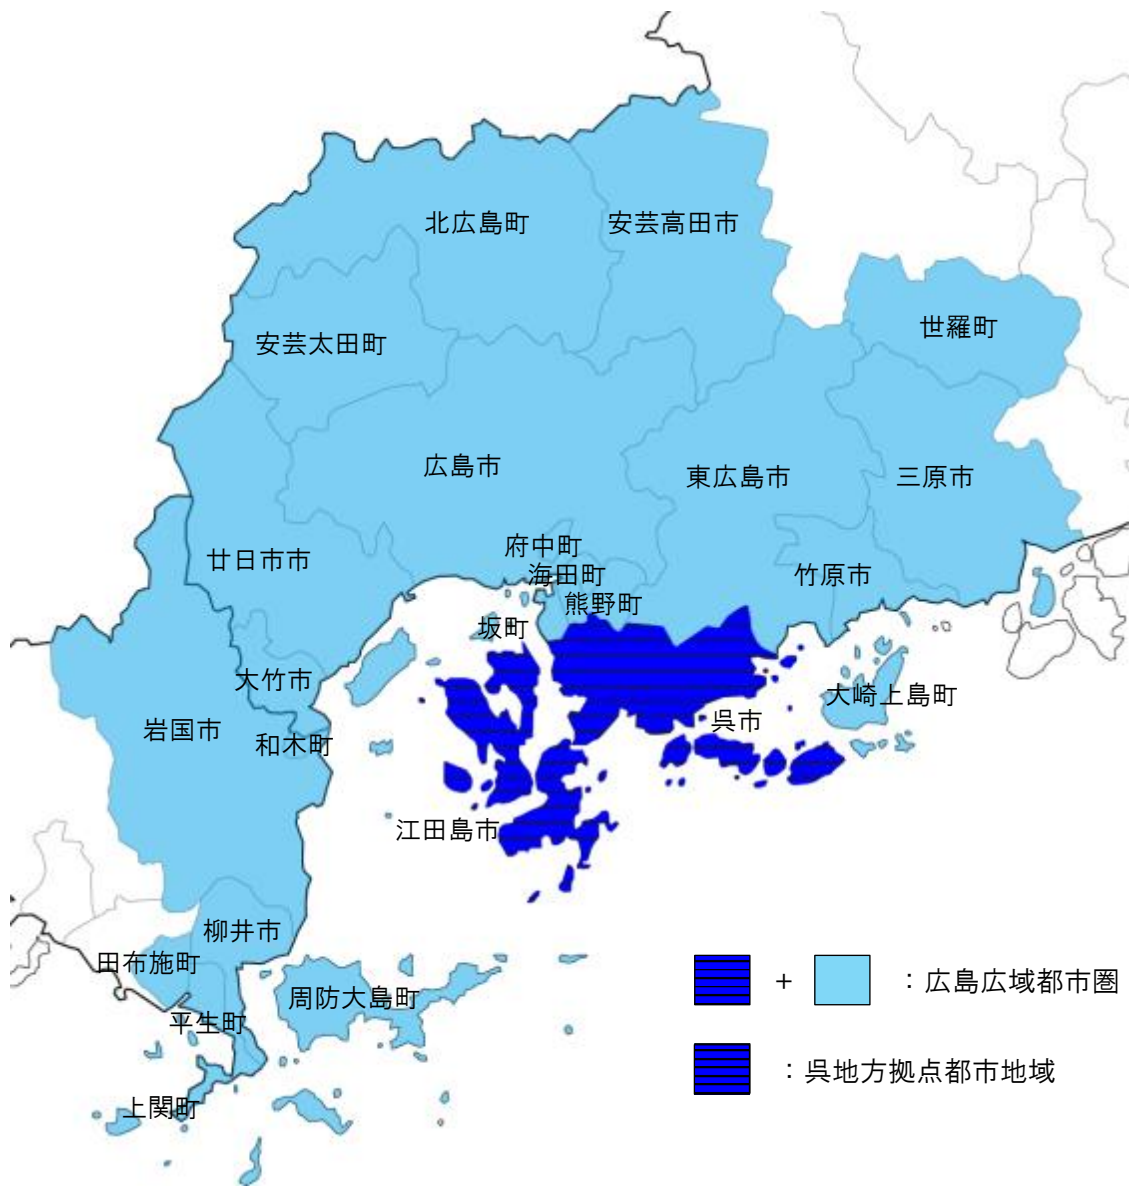 北広島町
安芸高田市
世羅町
安芸太田町
広島市
東広島市
三原市
府中町
廿日市市
海田町
竹原市
熊野町
坂町
大竹市
大崎上島町
岩国市
呉市
和木町
江田島市
柳井市
田布施町
周防大島町
平生町
上関町
+ :広島広域都市圏
:呉地方拠点都市地域